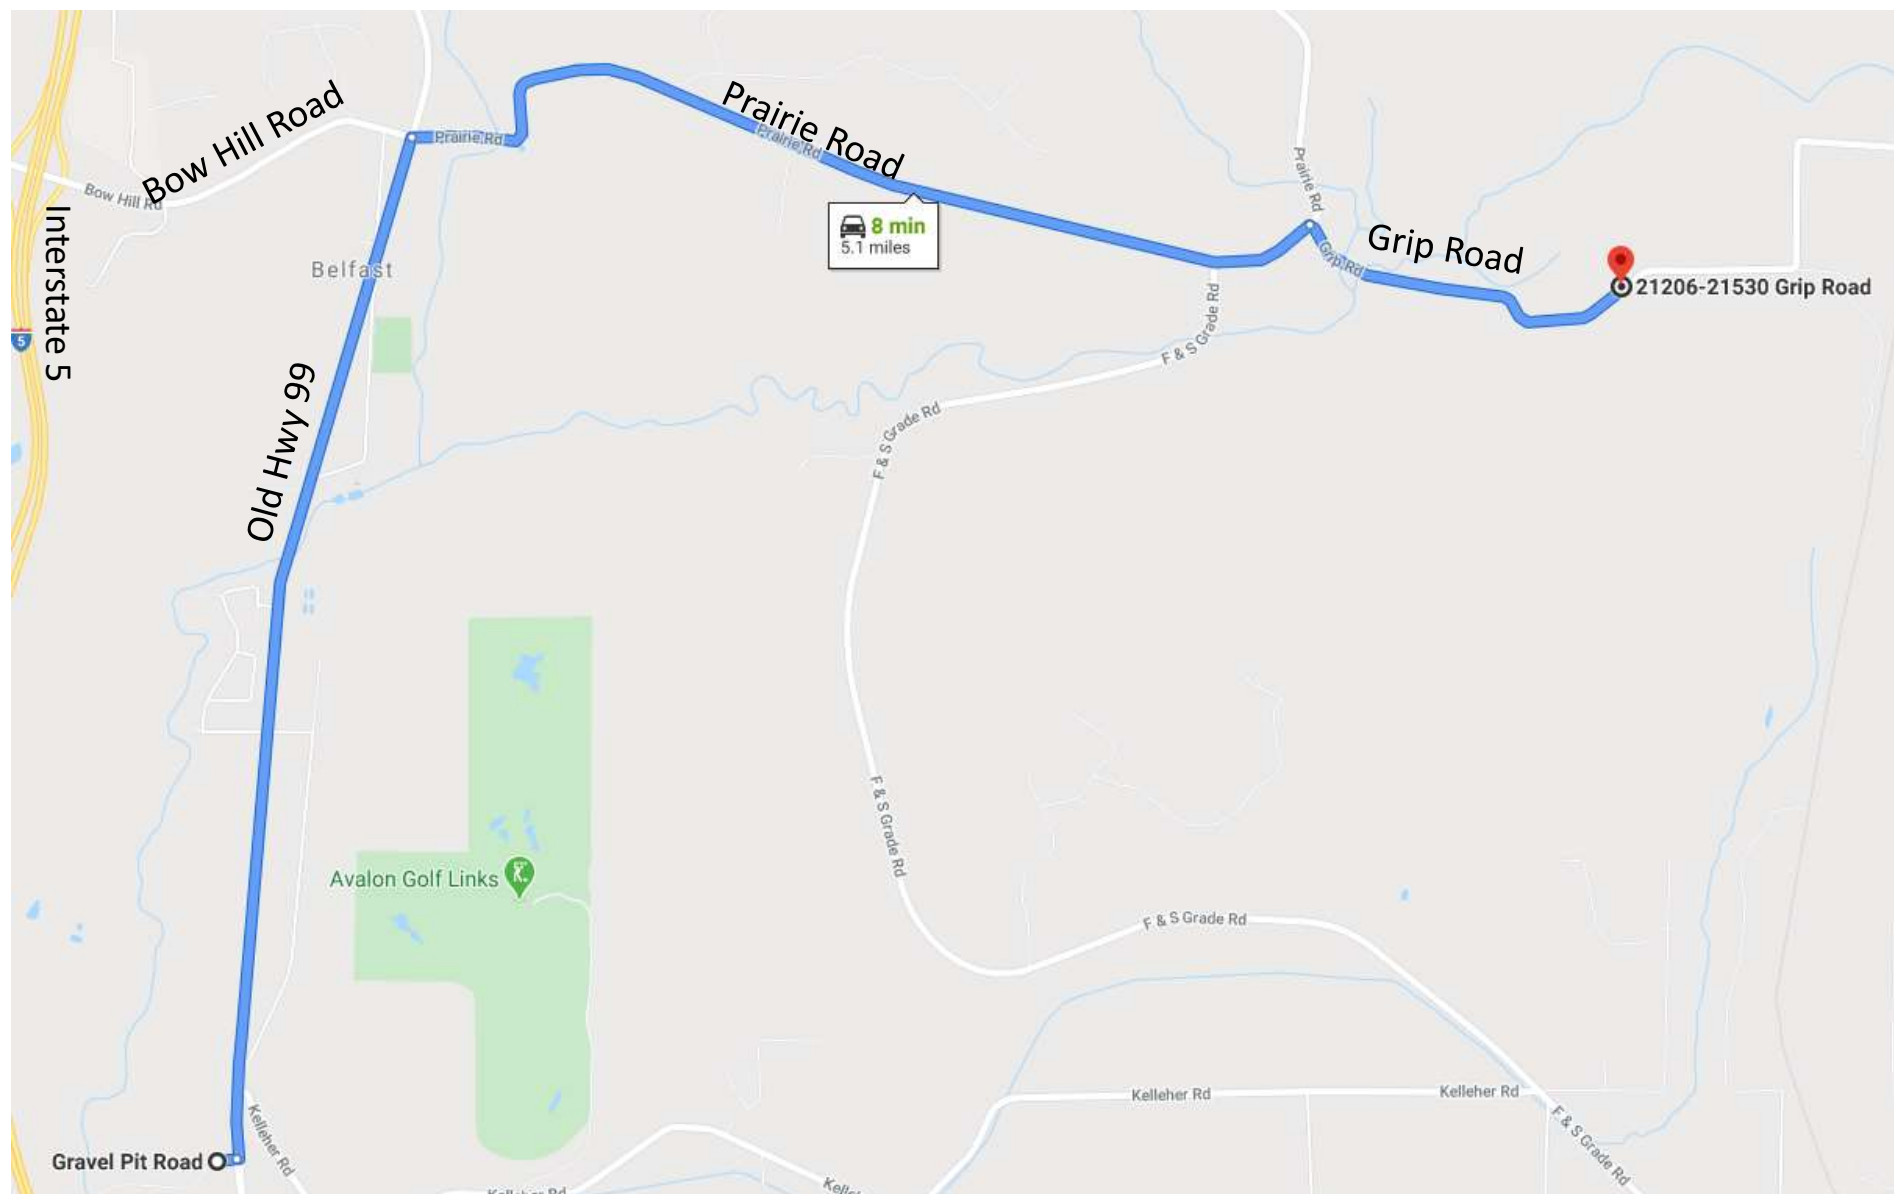 Bow Hill Road
Prairie Road
Prairie Rd
Prairie Rd
Prairie Rd
Bow Hill Rd
Interstate 5
8 min
5.1 miles
Grip Road
Grip Rd
Belfast
21206-21530 Grip Road
5
F & S Grade Rd
Old Hwy 99
F & S Grade Rd
F & S Grade Rd
Avalon Golf Links
F & S Grade Rd
Kelleher Rd
Kelleher Rd
Kelleher Rd
F & S Grade Rd
Gravel Pit Road